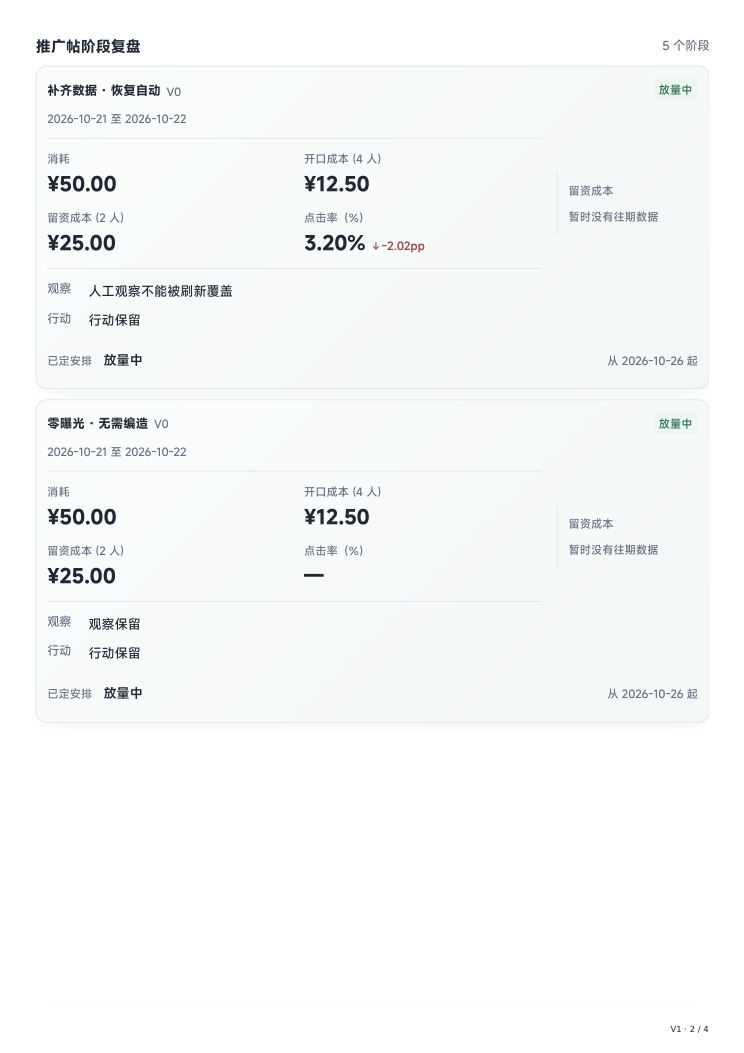 推广帖阶段复盘
5 个阶段
补齐数据 · 恢复自动 V0
放量中
2026-10-21 至 2026-10-22
消耗
开口成本 (4 人)
¥50.00
¥12.50
留资成本 (2 人)
点击率（%）
¥25.00
3.20% ↓-2.02pp
留资成本
暂时没有往期数据
观察 人工观察不能被刷新覆盖
行动 行动保留
已定安排 放量中
从 2026-10-26 起
零曝光 · 无需编造 V0
放量中
2026-10-21 至 2026-10-22
消耗
开口成本 (4 人)
¥50.00
¥12.50
留资成本 (2 人)
点击率（%）
¥25.00
—
留资成本
暂时没有往期数据
观察 观察保留
行动 行动保留
已定安排 放量中
从 2026-10-26 起
V1 · 2 / 4